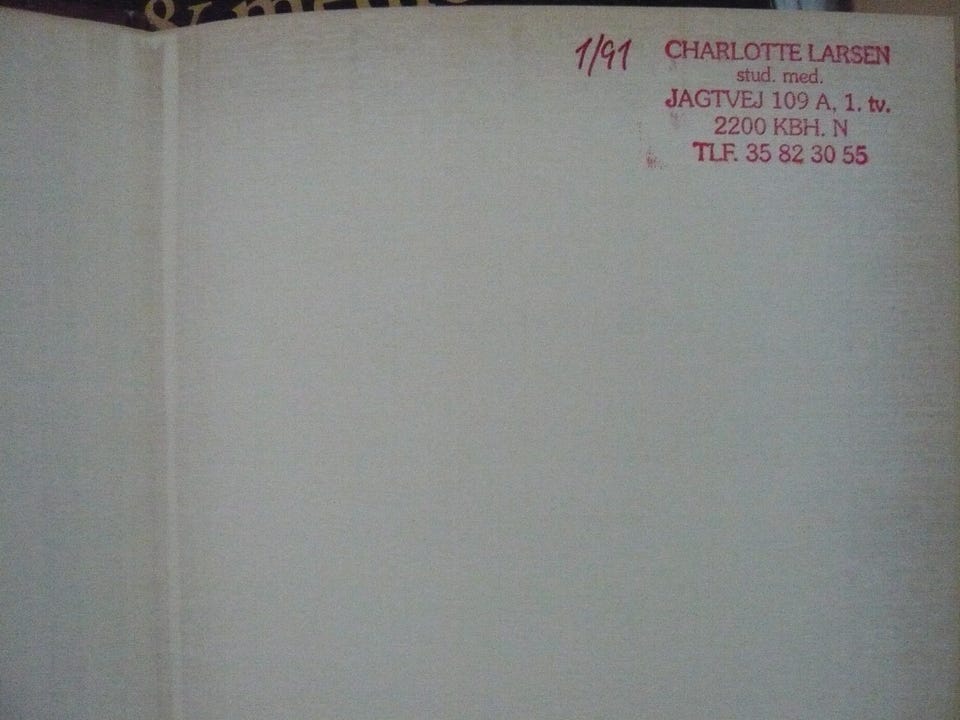 1/91 CHARLOTTE LARSEN
stud. med.
JAGTVEJ 109 A, 1. tv.
2200 KBH. N
TLF. 35 82 30 55